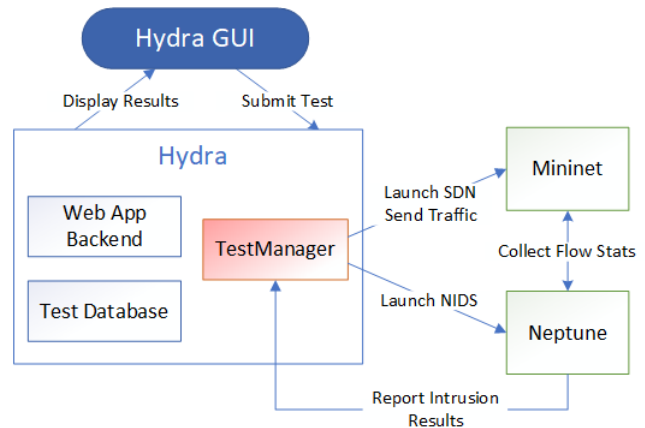 Hydra GUI
Display Results
Submit Test
Hydra
Web App
Backend
Test Database
TestManager
Launch SDN
Send Traffic
Launch NIDS
Mininet
Collect Flow Stats
Neptune
Report Intrusion
Results